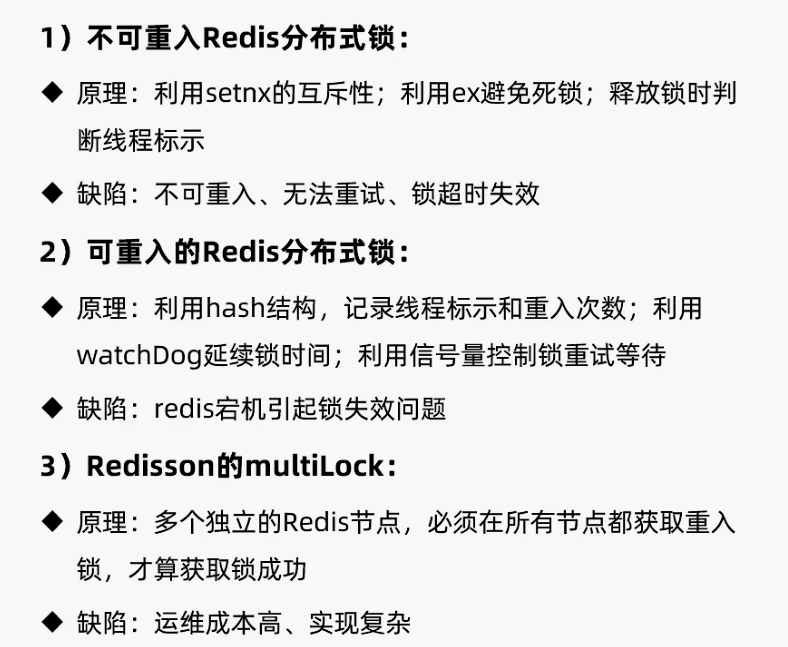 1）不可重入Redis分布式锁：
◆ 原理：利用setnx的互斥性；利用ex避免死锁；释放锁时判
断线程标示
◆ 缺陷：不可重入、无法重试、锁超时失效
2）可重入的Redis分布式锁：
◆ 原理：利用hash结构，记录线程标示和重入次数；利用
watchDog延续锁时间；利用信号量控制锁重试等待
◆ 缺陷：redis宕机引起锁失效问题
3）Redisson的multiLock：
◆ 原理：多个独立的Redis节点，必须在所有节点都获取重入
锁，才算获取锁成功
◆ 缺陷：运维成本高、实现复杂